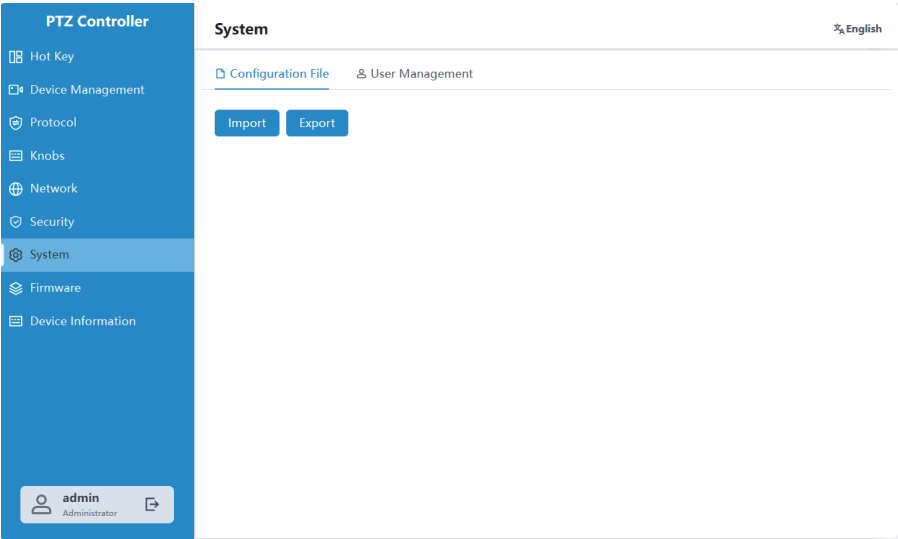 PTZ Controller
Hot Key
Device Management
Protocol
Knobs
Network
Security
System
Firmware
Device Information
admin
Administrator
System
English
Configuration File
User Management
Import
Export